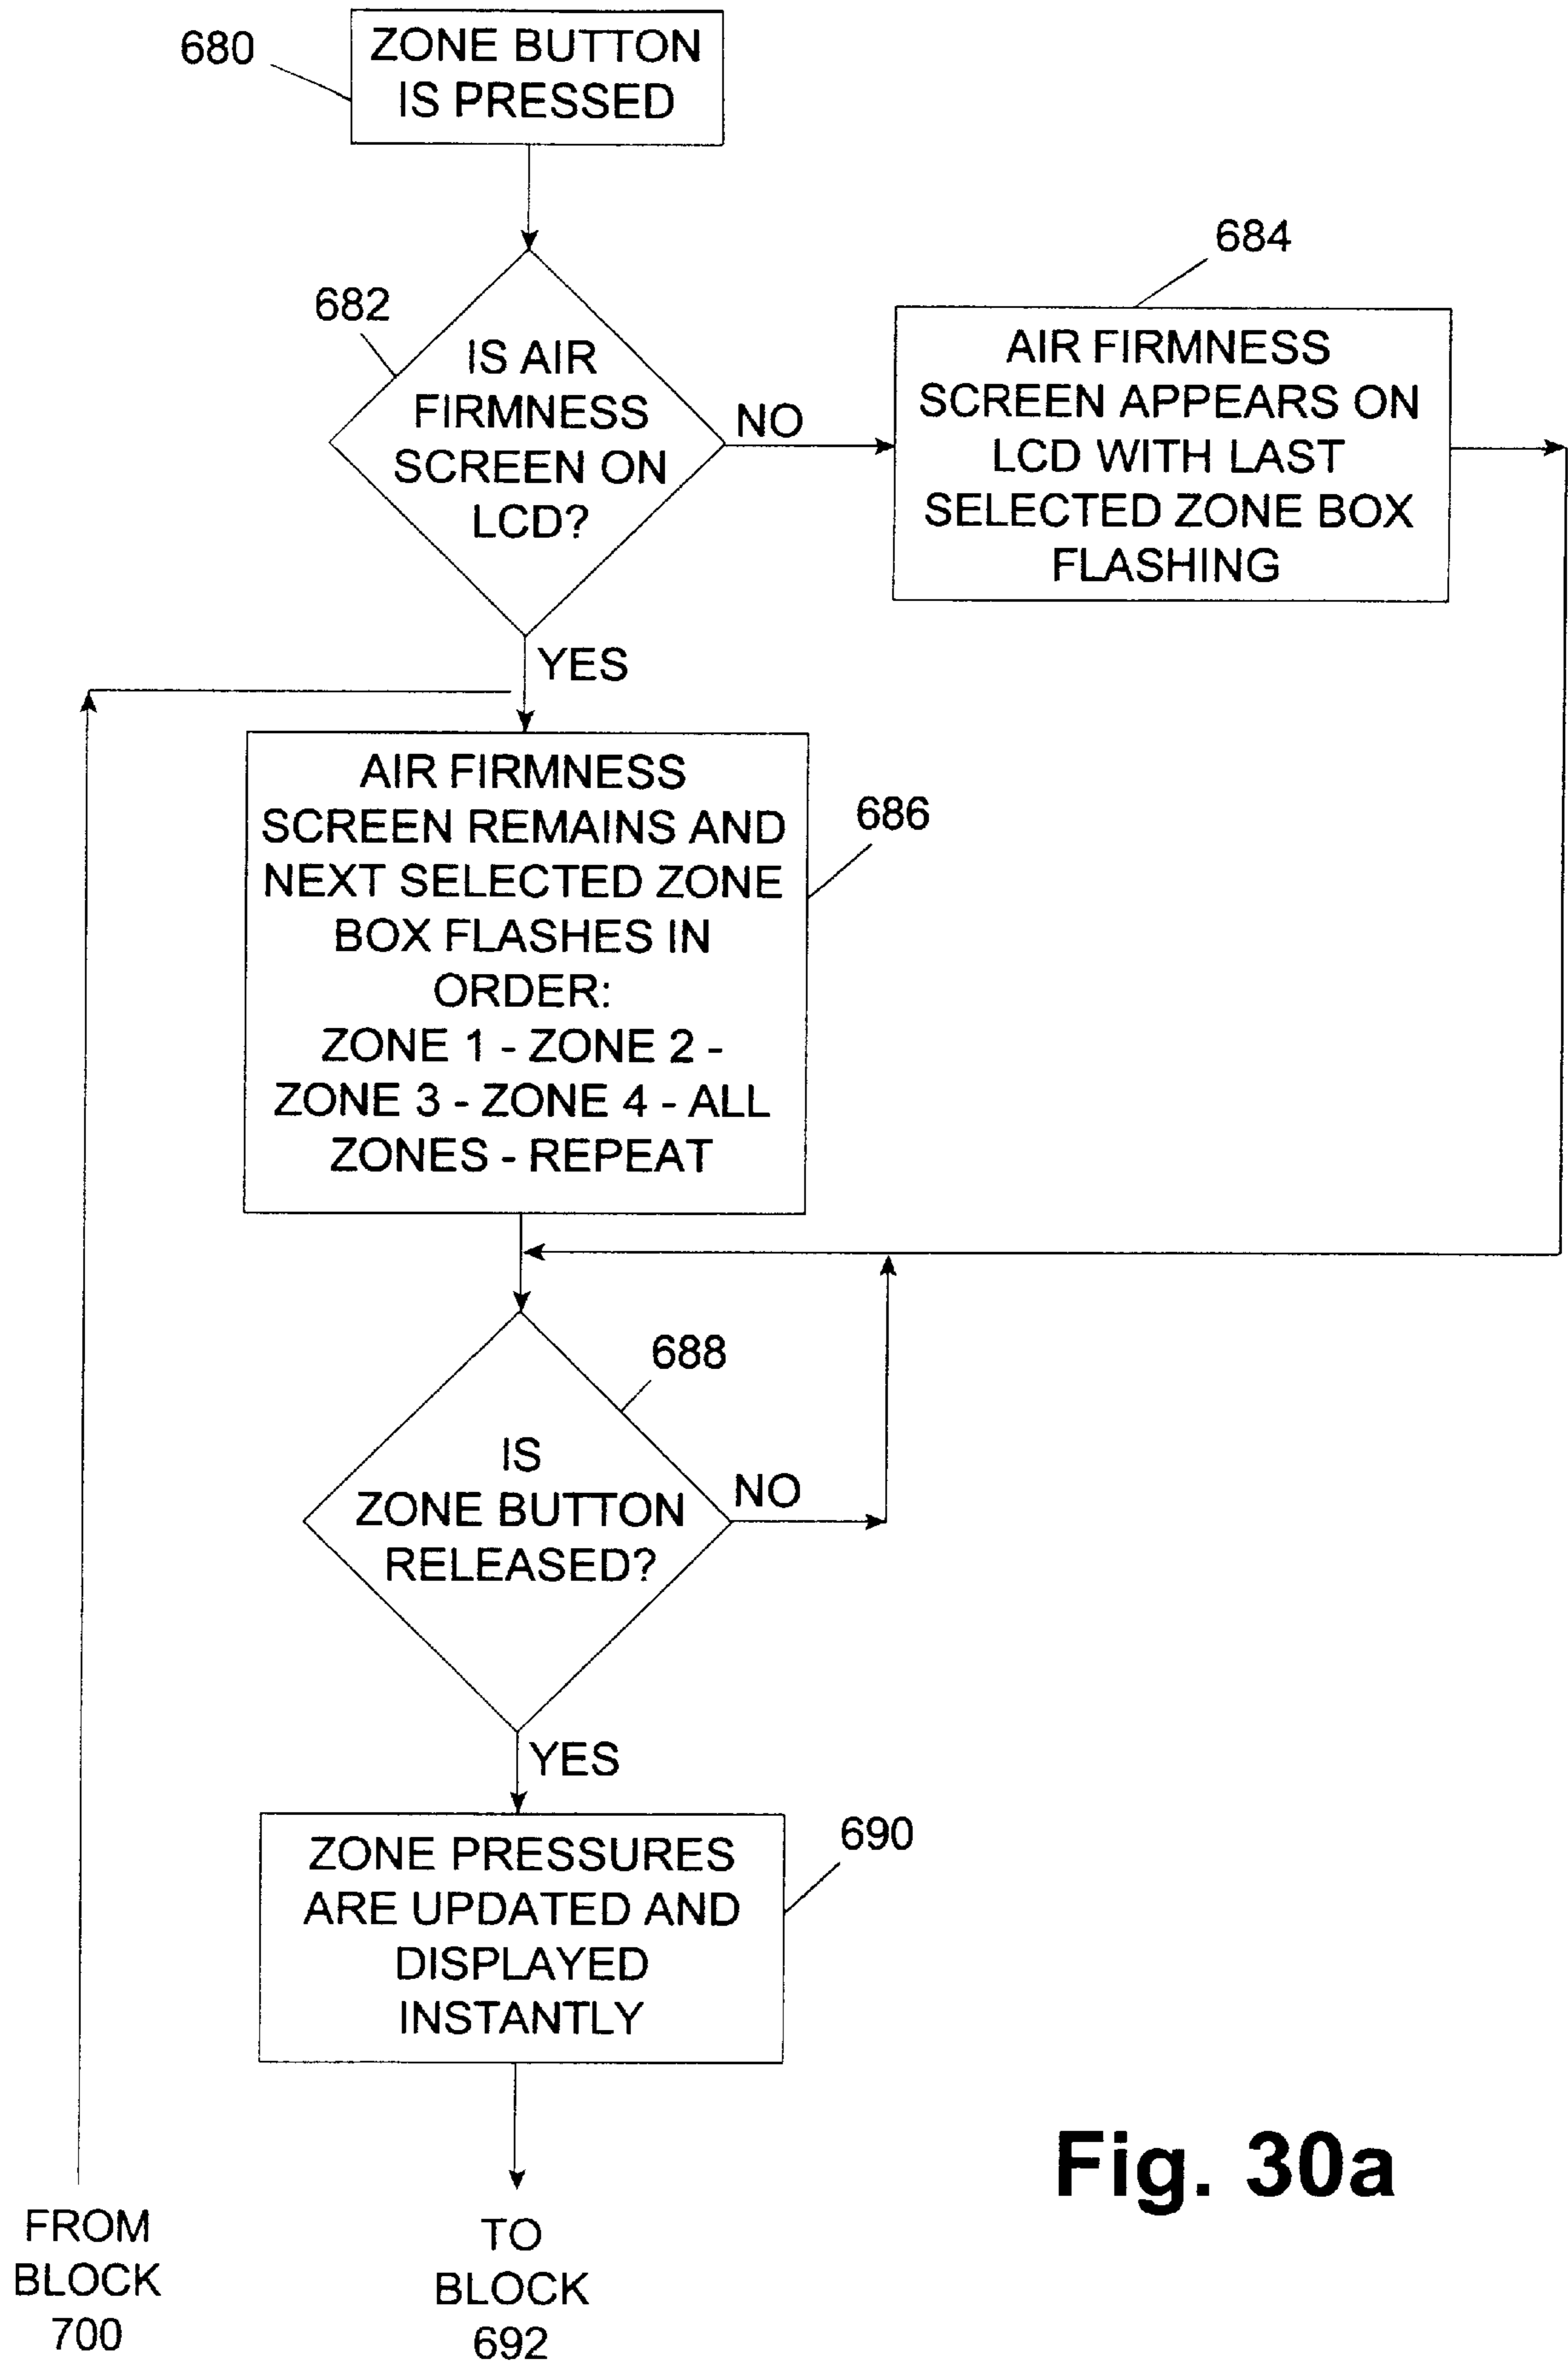 680
ZONE BUTTON
IS PRESSED
682
IS AIR
FIRMNESS
SCREEN ON
LCD?
NO
684
AIR FIRMNESS
SCREEN APPEARS ON
LCD WITH LAST
SELECTED ZONE BOX
FLASHING
YES
AIR FIRMNESS
SCREEN REMAINS AND
NEXT SELECTED ZONE
BOX FLASHES IN
ORDER:
ZONE 1 - ZONE 2 -
ZONE 3 - ZONE 4 - ALL
ZONES - REPEAT
686
688
IS
ZONE BUTTON
RELEASED?
NO
YES
ZONE PRESSURES
ARE UPDATED AND
DISPLAYED
INSTANTLY
690
FROM
BLOCK
700
TO
BLOCK
692
Fig. 30a